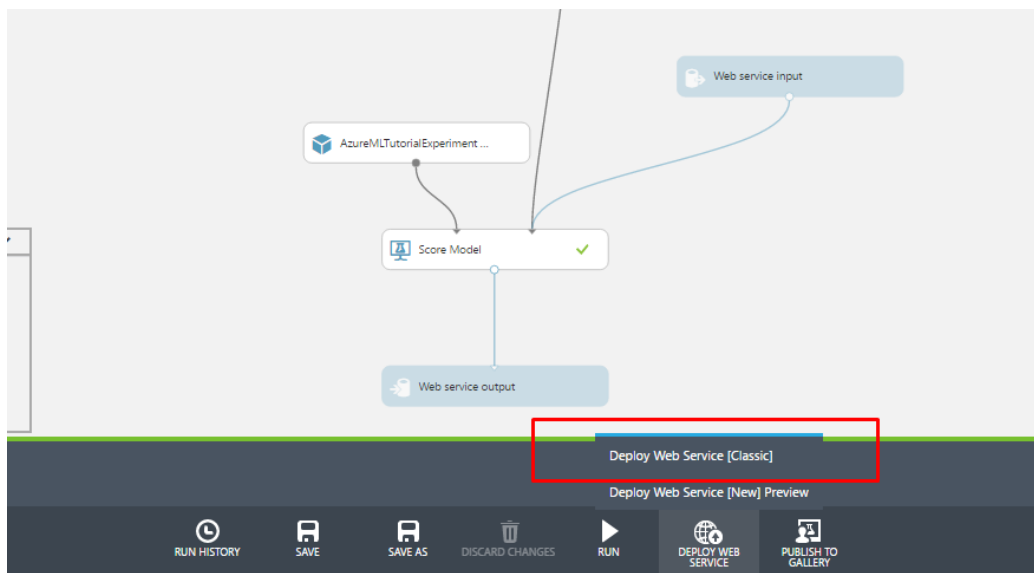 Web service input
AzureMLTutorialExperiment ...
Score Model
Web service output
Deploy Web Service [Classic]
Deploy Web Service [New] Preview
RUN HISTORY
SAVE
SAVE AS
DISCARD CHANGES
RUN
DEPLOY WEB
SERVICE
PUBLISH TO
GALLERY